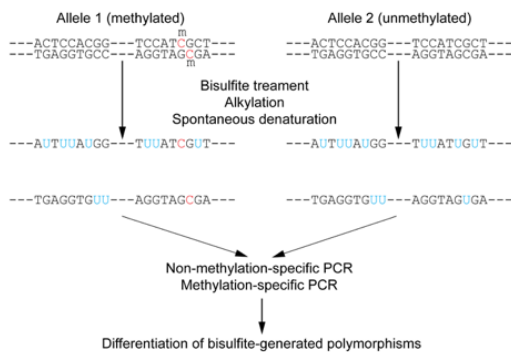 Allele 1 (methylated) Allele 2 (unmethylated)
m
---ACTCCACGG---TCCATCGCT--- ---ACTCCACGG---TCCATCGCT---
---TGAGGTGCC---AGGTAGCGA--- ---TGAGGTGCC---AGGTAGCGA---
m
Bisulfite treament
Alkylation
Spontaneous denaturation
---AUTUUAUGG---TUUATCGUT--- ---AUTUUAUGG---TUUATUGUT---
---TGAGGTGUU---AGGTAGCGA--- ---TGAGGTGUU---AGGTAGUGA---
Non-methylation-specific PCR
Methylation-specific PCR
Differentiation of bisulfite-generated polymorphisms